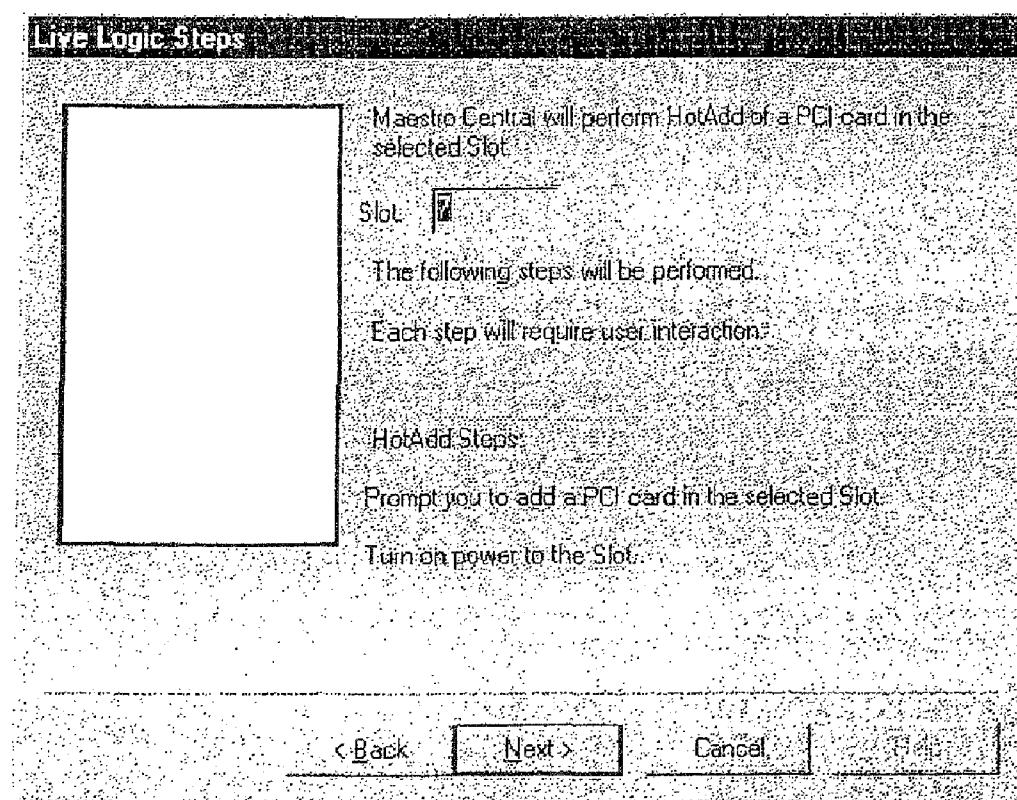 Live Logic Steps
Maestro Central will perform HotAdd of a PCI card in the
selected Slot.
Slot: 7
The following steps will be performed.
Each step will require user interaction.
HotAdd Steps:
Prompt you to add a PCI card in the selected Slot.
Turn on power to the Slot.
< Back
Next >
Cancel
Help